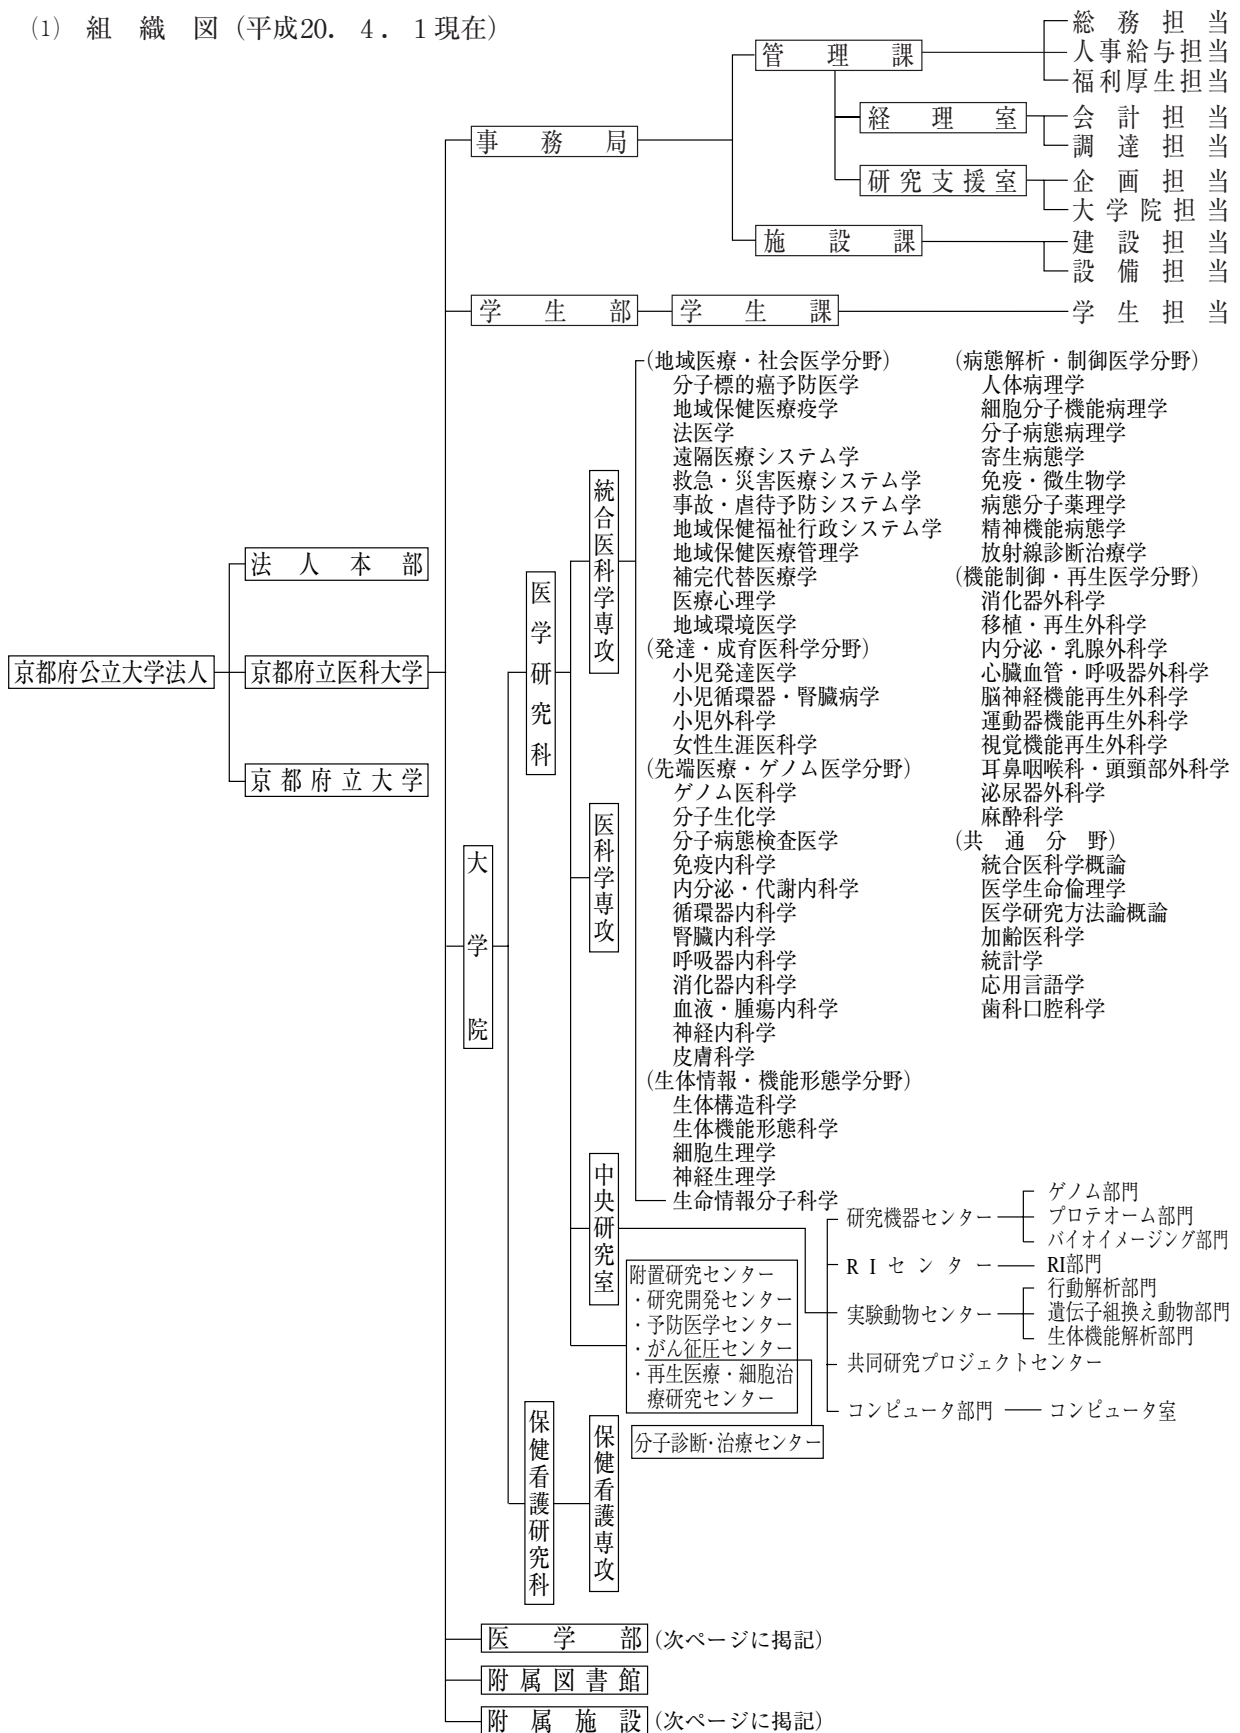 (1) 組織図 (平成20. 4. 1現在)
京都府公立大学法人
法人本部
京都府立医科大学
京都府立大学
事務局
管理課
総務担当
人事給与担当
福利厚生担当
経理室
会計担当
調達担当
研究支援室
企画担当
大学院担当
施設課
建設担当
設備担当
学生部
学生課
学生担当
大学院
医学研究科
統合医科学専攻
(地域医療・社会医学分野)
分子標的癌予防医学
地域保健医療疫学
法医学
遠隔医療システム学
救急・災害医療システム学
事故・虐待予防システム学
地域保健福祉行政システム学
地域保健医療管理学
補完代替医療学
医療心理学
地域環境医学
(発達・成育医科学分野)
小児発達医学
小児循環器・腎臓病学
小児外科学
女性生涯医科学
(先端医療・ゲノム医学分野)
ゲノム医科学
分子生化学
分子病態検査医学
免疫内科学
内分泌・代謝内科学
循環器内科学
腎臓内科学
呼吸器内科学
消化器内科学
血液・腫瘍内科学
神経内科学
皮膚科学
(生体情報・機能形態学分野)
生体構造科学
生体機能形態科学
細胞生理学
神経生理学
生命情報分子科学
(病態解析・制御医学分野)
人体病理学
細胞分子機能病理学
分子病態病理学
寄生病態学
免疫・微生物学
病態分子薬理学
精神機能病態学
放射線診断治療学
(機能制御・再生医学分野)
消化器外科学
移植・再生外科学
内分泌・乳腺外科学
心臓血管・呼吸器外科学
脳神経機能再生外科学
運動器機能再生外科学
視覚機能再生外科学
耳鼻咽喉科・頭頸部外科学
泌尿器外科学
麻酔科学
(共通分野)
統合医科学概論
医学生命倫理学
医学研究方法論概論
加齢医科学
統計学
応用言語学
歯科口腔科学
医科学専攻
中央研究室
研究機器センター
ゲノム部門
プロテオーム部門
バイオイメージング部門
RIセンター
RI部門
実験動物センター
行動解析部門
遺伝子組換え動物部門
生体機能解析部門
共同研究プロジェクトセンター
コンピュータ部門
コンピュータ室
附置研究センター
・研究開発センター
・予防医学センター
・がん征圧センター
・再生医療・細胞治
療研究センター
分子診断・治療センター
保健看護研究科
保健看護専攻
医学部 (次ページに掲記)
附属図書館
附属施設 (次ページに掲記)